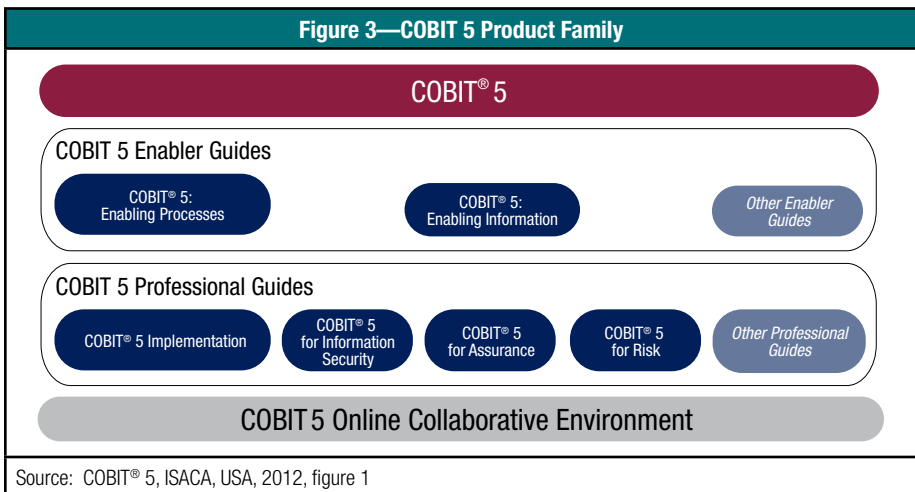 Figure 3—COBIT 5 Product Family
COBIT® 5
COBIT 5 Enabler Guides
COBIT® 5:
Enabling Processes
COBIT® 5:
Enabling Information
Other Enabler
Guides
COBIT 5 Professional Guides
COBIT® 5 Implementation
COBIT® 5
for Information
Security
COBIT® 5
for Assurance
COBIT® 5
for Risk
Other Professional
Guides
COBIT 5 Online Collaborative Environment
Source: COBIT® 5, ISACA, USA, 2012, figure 1